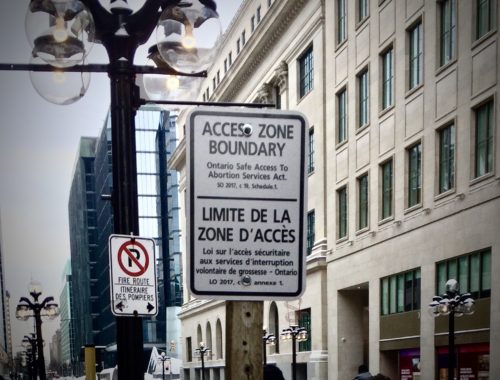 ACCESS ZONE
BOUNDARY
Ontario Safe Access To
Abortion Services Act.
SO 2017, c 19, Schedule.1.
LIMITE DE LA
ZONE D'ACCÈS
Loi sur l'accès sécuritaire
aux services d'interruption
volontaire de grossesse - Ontario
LO 2017, c annexe 1.
P
FIRE ROUTE
ITINÉRAIRE
DES POMPIERS